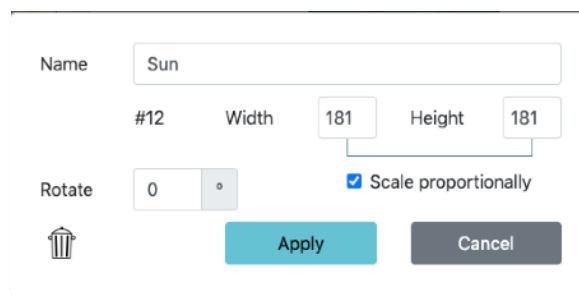 Name Sun
#12 Width 181 Height 181
Scale proportionally
Rotate 0 °
Apply Cancel